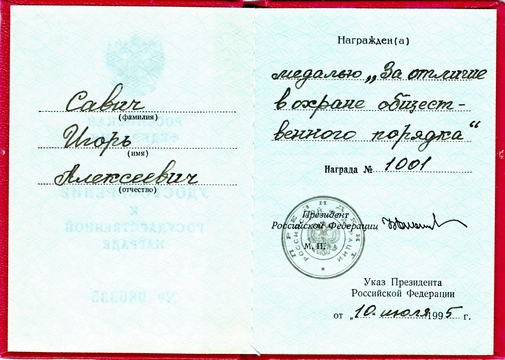 Савич
(фамилия)
Игорь
(имя)
Алексеевич
(отчество)
Награжден(а)
медалью „За отличие
в охране общест-
венного порядка“
Награда № 1001
Президент
Российской Федерации
М. П.
Указ Президента
Российской Федерации
от „10 июля 1995 г.